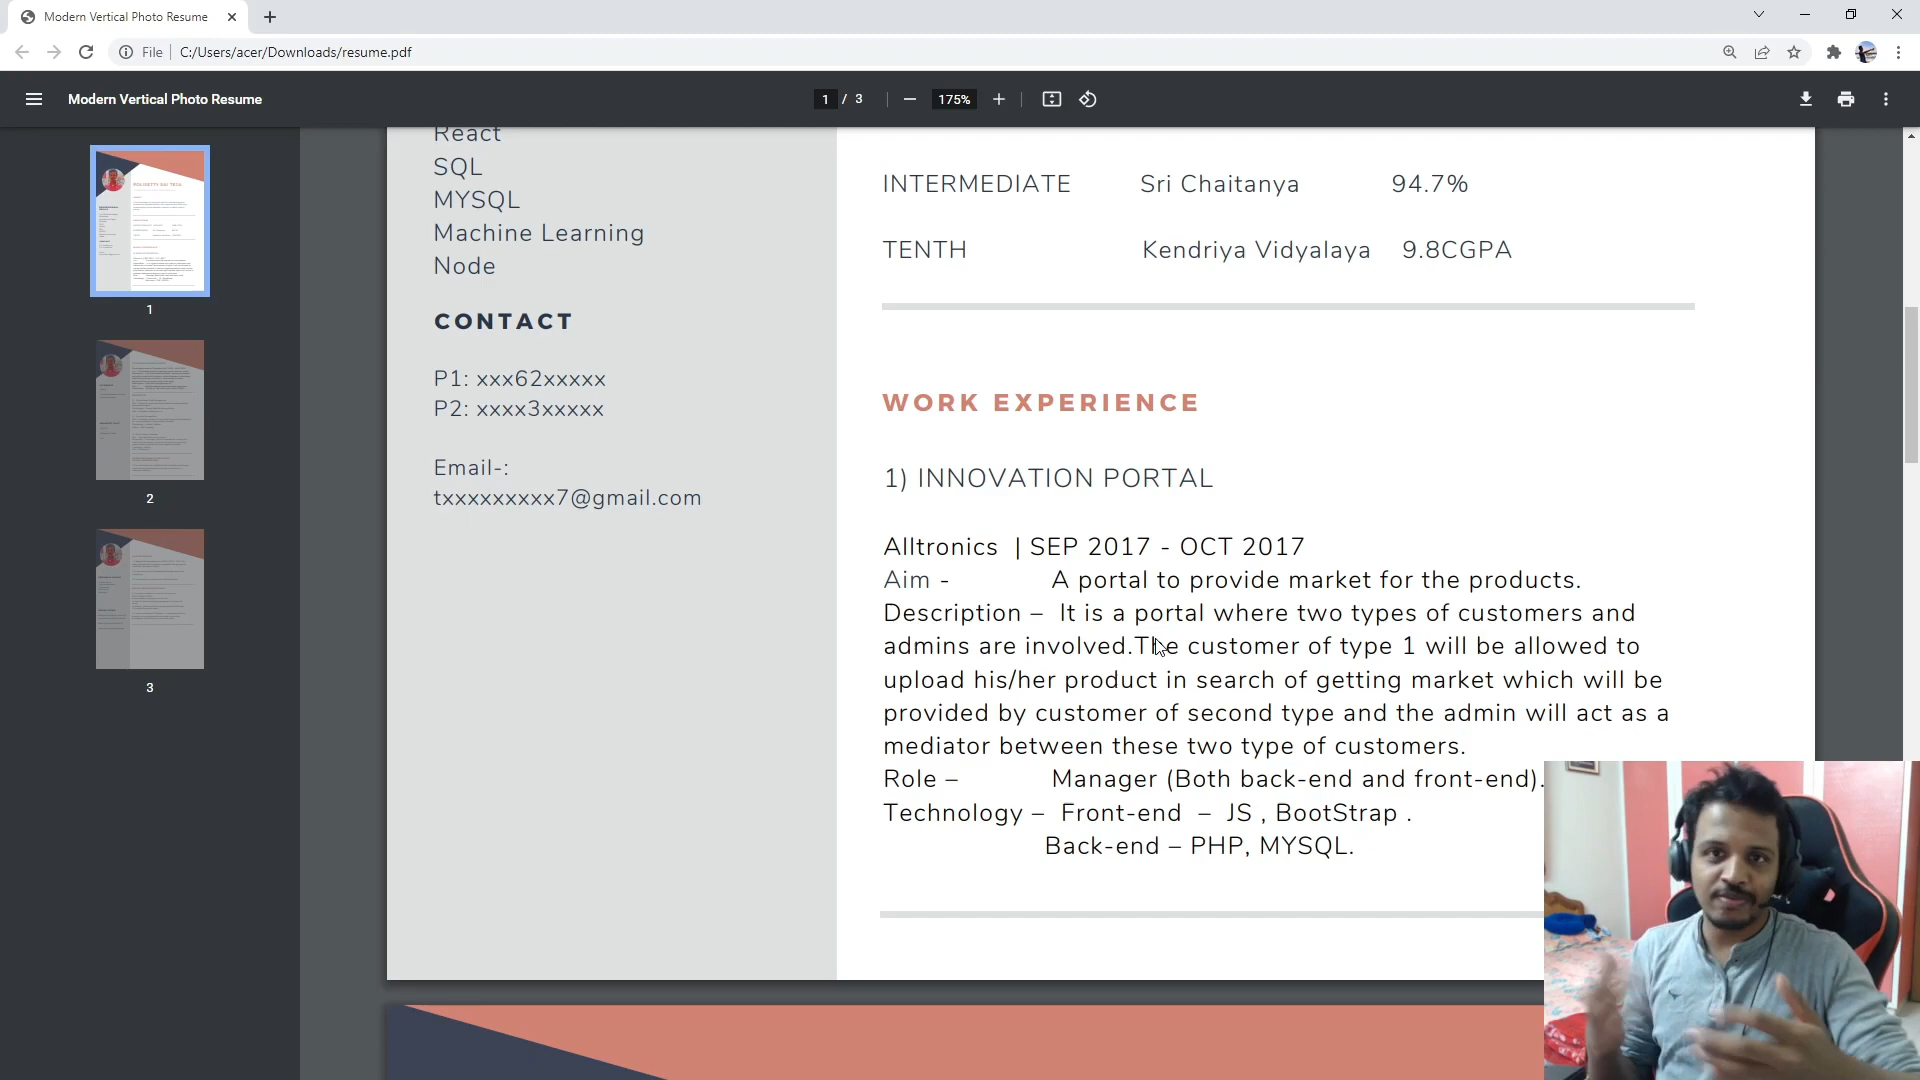 Modern Vertical Photo Resume
File
C:/Users/acer/Downloads/resume.pdf
Modern Vertical Photo Resume
1 / 3
175%
1
2
3
React
SQL
MYSQL
Machine Learning
Node
CONTACT
P1: xxx62xxxxx
P2: xxxx3xxxxx
Email-:
txxxxxxxxx7@gmail.com
INTERMEDIATE Sri Chaitanya 94.7%
TENTH Kendriya Vidyalaya 9.8CGPA
WORK EXPERIENCE
1) INNOVATION PORTAL
Alltronics | SEP 2017 - OCT 2017
Aim - A portal to provide market for the products.
Description – It is a portal where two types of customers and
admins are involved.The customer of type 1 will be allowed to
upload his/her product in search of getting market which will be
provided by customer of second type and the admin will act as a
mediator between these two type of customers.
Role – Manager (Both back-end and front-end).
Technology – Front-end – JS , BootStrap .
Back-end – PHP, MYSQL.